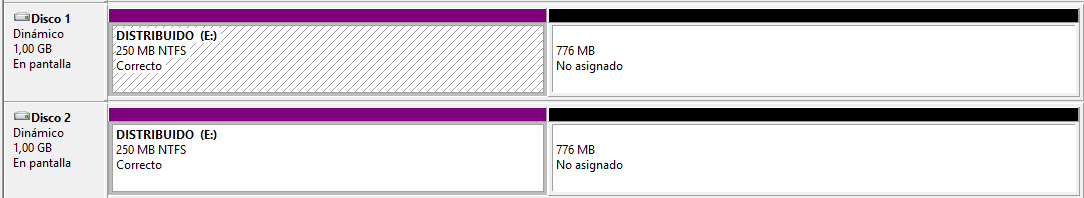 Disco 1
Dinámico
1,00 GB
En pantalla
DISTRIBUIDO (E:)
250 MB NTFS
Correcto
776 MB
No asignado
Disco 2
Dinámico
1,00 GB
En pantalla
DISTRIBUIDO (E:)
250 MB NTFS
Correcto
776 MB
No asignado